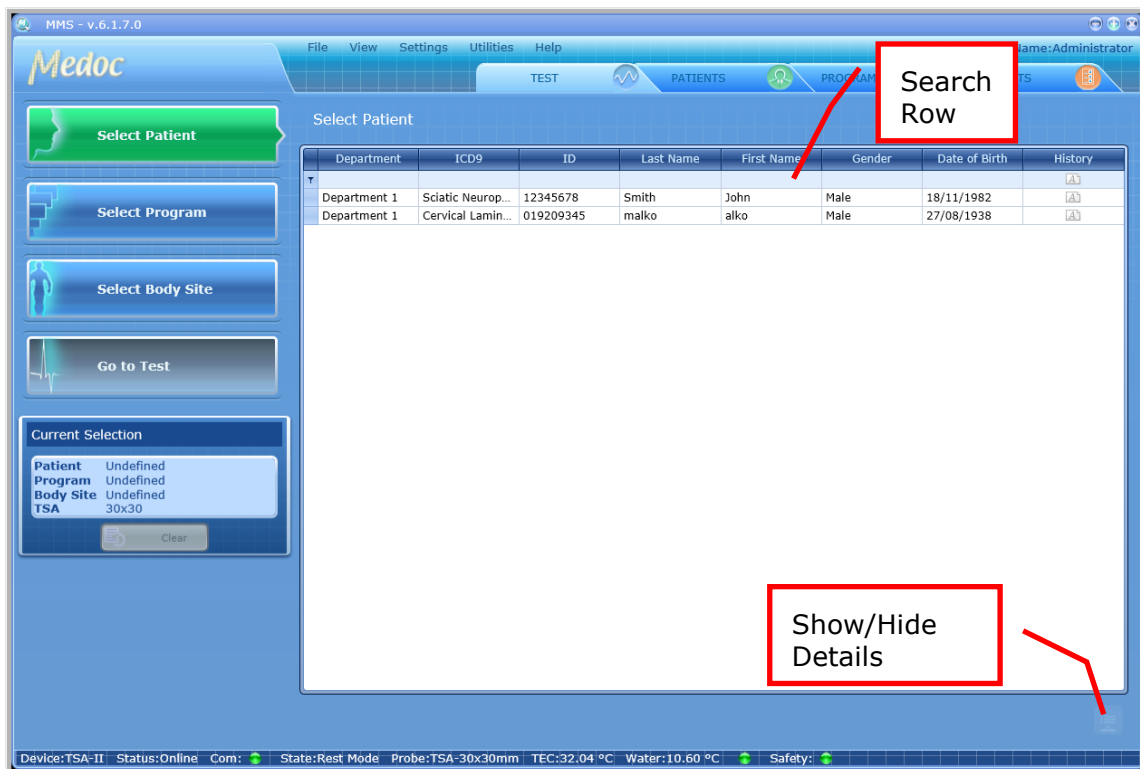 MMS - v.6.1.7.0
Medoc
File View Settings Utilities Help
Name:Administrator
TEST PATIENTS
Search
Row
Select Patient
Select Program
Select Body Site
Go to Test
Current Selection
Patient Undefined
Program Undefined
Body Site Undefined
TSA 30x30
Clear
Select Patient
Department ICD9 ID Last Name First Name Gender Date of Birth History
Department 1 Sciatic Neurop... 12345678 Smith John Male 18/11/1982
Department 1 Cervical Lamin... 019209345 malko alko Male 27/08/1938
Show/Hide
Details
Device:TSA-II Status:Online Com: State:Rest Mode Probe:TSA-30x30mm TEC:32.04 ºC Water:10.60 ºC Safety: